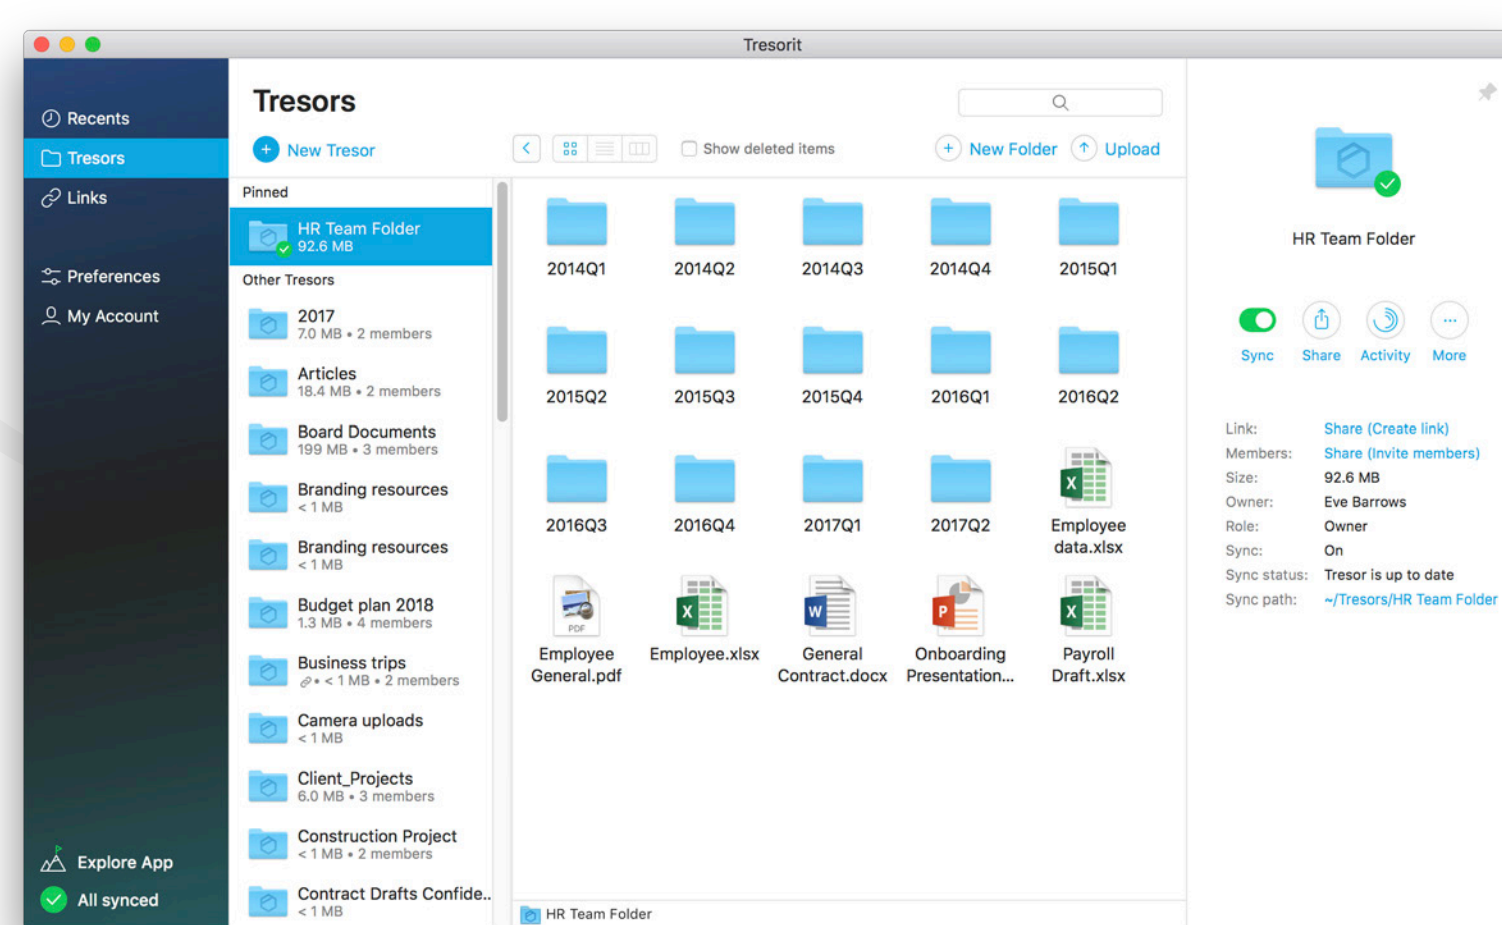 Tresorit
Recents
Tresors
Links
Preferences
My Account
Explore App
All synced
Tresors
New Tresor
Show deleted items
New Folder
Upload
Pinned
HR Team Folder
92.6 MB
Other Tresors
2017
7.0 MB • 2 members
Articles
18.4 MB • 2 members
Board Documents
199 MB • 3 members
Branding resources
< 1 MB
Branding resources
< 1 MB
Budget plan 2018
1.3 MB • 4 members
Business trips
• < 1 MB • 2 members
Camera uploads
< 1 MB
Client_Projects
6.0 MB • 3 members
Construction Project
< 1 MB • 2 members
Contract Drafts Confide..
< 1 MB
2014Q1 2014Q2 2014Q3 2014Q4 2015Q1
2015Q2 2015Q3 2015Q4 2016Q1 2016Q2
2016Q3 2016Q4 2017Q1 2017Q2
X
Employee
data.xlsx
PDF
Employee
General.pdf
X
Employee.xlsx
W
General
Contract.docx
P
Onboarding
Presentation...
X
Payroll
Draft.xlsx
HR Team Folder
HR Team Folder
Sync Share Activity More
Link: Share (Create link)
Members: Share (Invite members)
Size: 92.6 MB
Owner: Eve Barrows
Role: Owner
Sync: On
Sync status: Tresor is up to date
Sync path: ~/Tresors/HR Team Folder